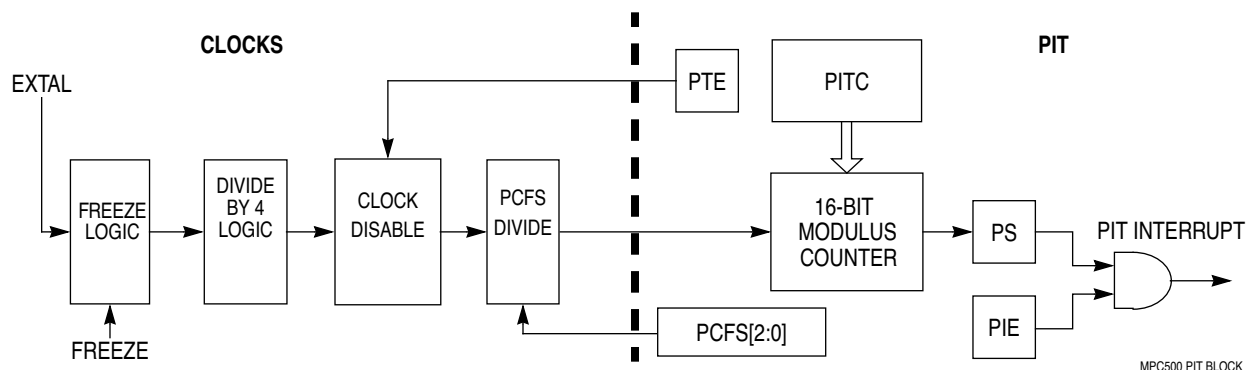 CLOCKS
PIT
EXTAL
PTE
PITC
FREEZE
LOGIC
DIVIDE
BY 4
LOGIC
CLOCK
DISABLE
PCFS
DIVIDE
16-BIT
MODULUS
COUNTER
PS
PIT INTERRUPT
PIE
PCFS[2:0]
FREEZE
MPC500 PIT BLOCK